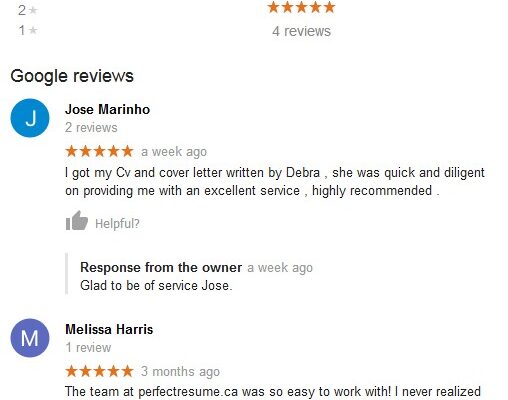 2 ★ ★★★★★
1 ★ 4 reviews
Google reviews
J
Jose Marinho
2 reviews
★★★★★ a week ago
I got my Cv and cover letter written by Debra , she was quick and diligent
on providing me with an excellent service , highly recommended .
Helpful?
Response from the owner a week ago
Glad to be of service Jose.
M
Melissa Harris
1 review
★★★★★ 3 months ago
The team at perfectresume.ca was so easy to work with! I never realized